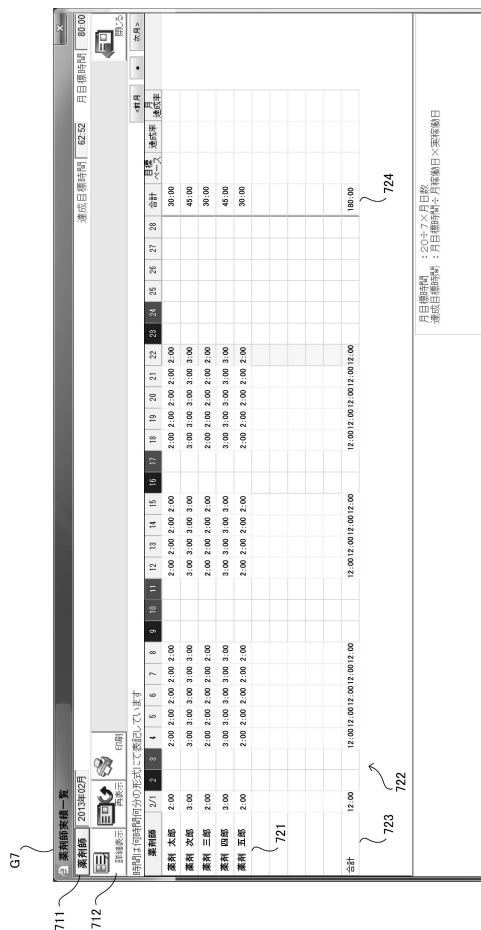 G7
薬剤師実績一覧
711
薬剤師 2013年02月 達成目標時間 62:52 月目標時間 80:00
712
詳細表示 再表示 印刷 閉じる
時間は何時間何分の形式にて表記しています <前月 ■ 次月>
薬剤師 2/1 2 3 4 5 6 7 8 9 10 11 12 13 14 15 16 17 18 19 20 21 22 23 24 25 26 27 28 合計 目標ペース 達成率 月達成率
薬剤 太郎 2:00 2:00 2:00 2:00 2:00 2:00 2:00 2:00 2:00 2:00 2:00 2:00 2:00 2:00 2:00 30:00
薬剤 次郎 3:00 3:00 3:00 3:00 3:00 3:00 3:00 3:00 3:00 3:00 3:00 3:00 3:00 3:00 3:00 45:00
薬剤 三郎 2:00 2:00 2:00 2:00 2:00 2:00 2:00 2:00 2:00 2:00 2:00 2:00 2:00 2:00 2:00 30:00
薬剤 四郎 3:00 3:00 3:00 3:00 3:00 3:00 3:00 3:00 3:00 3:00 3:00 3:00 3:00 3:00 3:00 45:00
薬剤 五郎 2:00 2:00 2:00 2:00 2:00 2:00 2:00 2:00 2:00 2:00 2:00 2:00 2:00 2:00 2:00 30:00
721
合計 12:00 12:00 12:00 12:00 12:00 12:00 12:00 12:00 12:00 12:00 12:00 12:00 12:00 12:00 12:00 180:00
723 722 724
月目標時間 :20÷7×月日数
達成目標時間 :月目標時間÷月稼働日×実稼働日